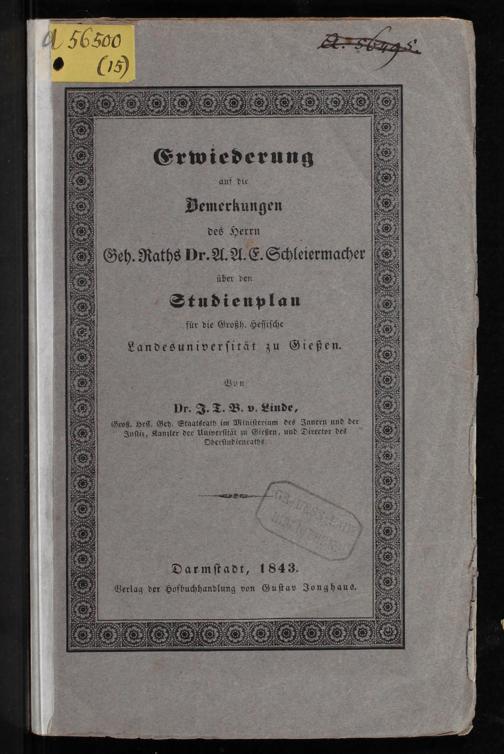 a 56500
(15)
Erwiederung
auf die
Bemerkungen
des Herrn
Geh. Raths Dr. A. A. E. Schleiermacher
über den
Studienplan
für die Großh. Hessische
Landesuniversität zu Gießen.
Von
Dr. J. T. B. v. Linde,
Groß. Hess. Geh. Staatsrath im Ministerium des Innern und der
Justiz, Kanzler der Universität zu Gießen, und Director des
Oberstudienraths.
Darmstadt, 1843.
Verlag der Hofbuchhandlung von Gustav Jonghaus.